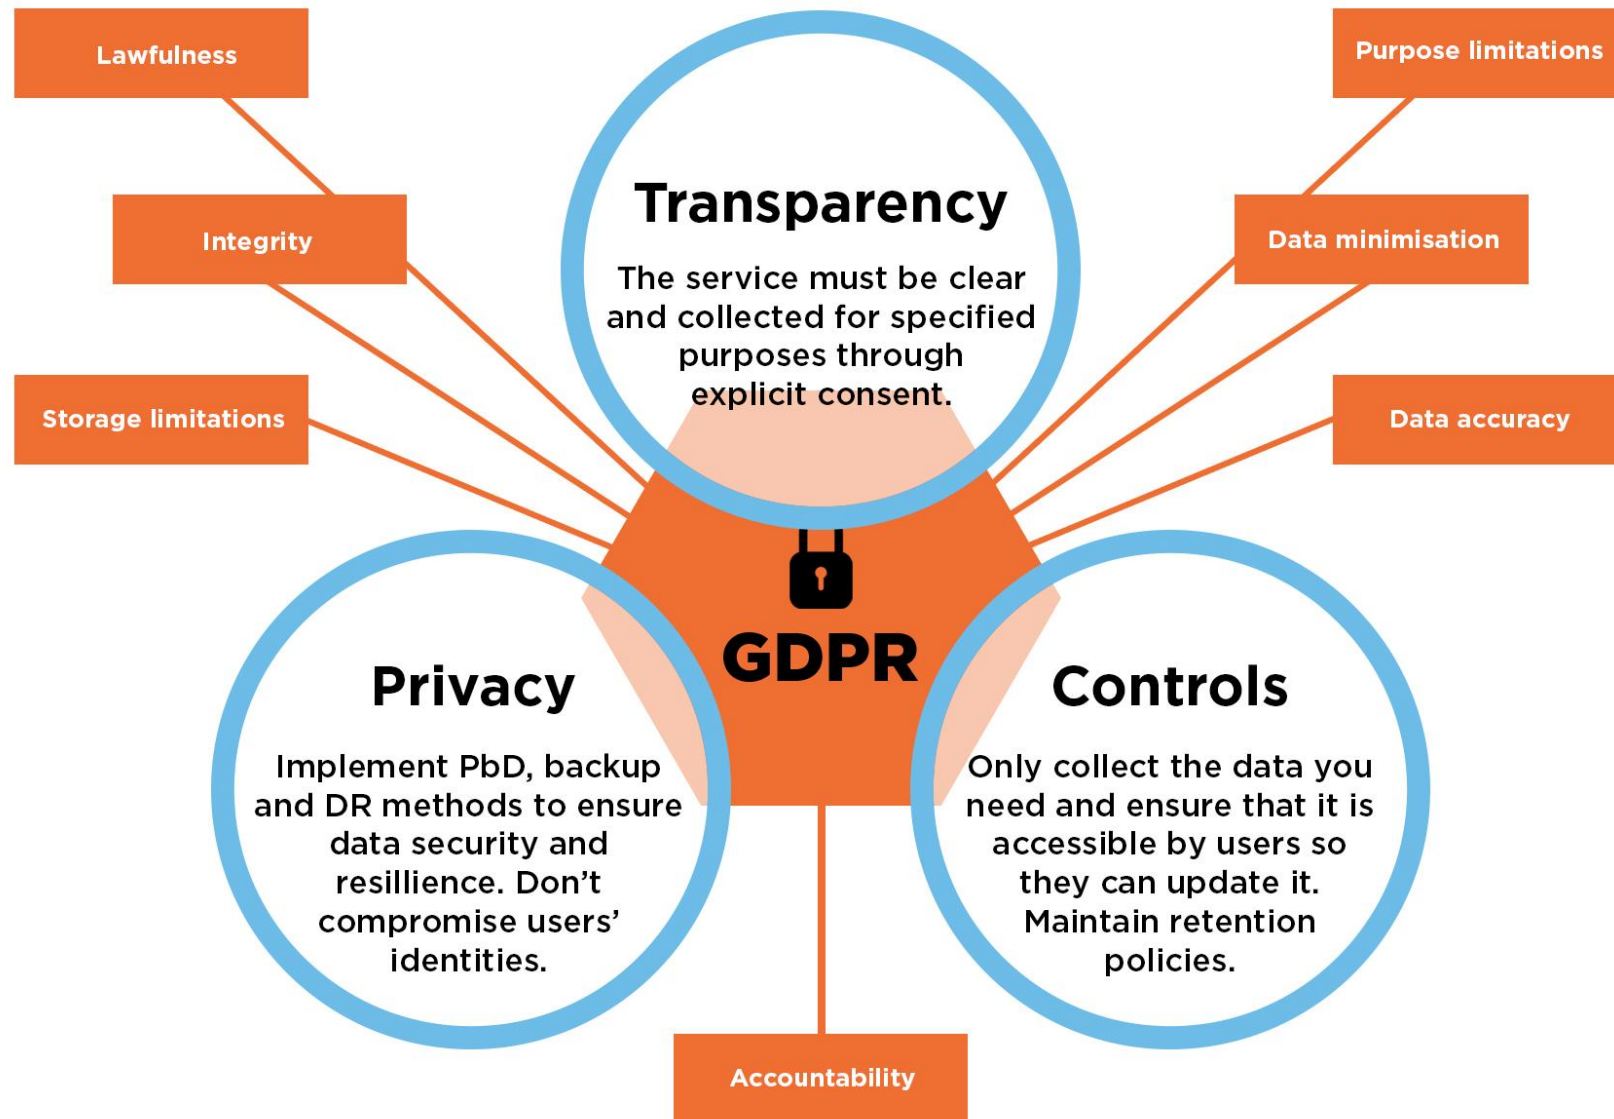 Lawfulness
Purpose limitations
Integrity
Data minimisation
Storage limitations
Data accuracy
Transparency
The service must be clear
and collected for specified
purposes through
explicit consent.
GDPR
Privacy
Implement PbD, backup
and DR methods to ensure
data security and
resillience. Don’t
compromise users’
identities.
Controls
Only collect the data you
need and ensure that it is
accessible by users so
they can update it.
Maintain retention
policies.
Accountability